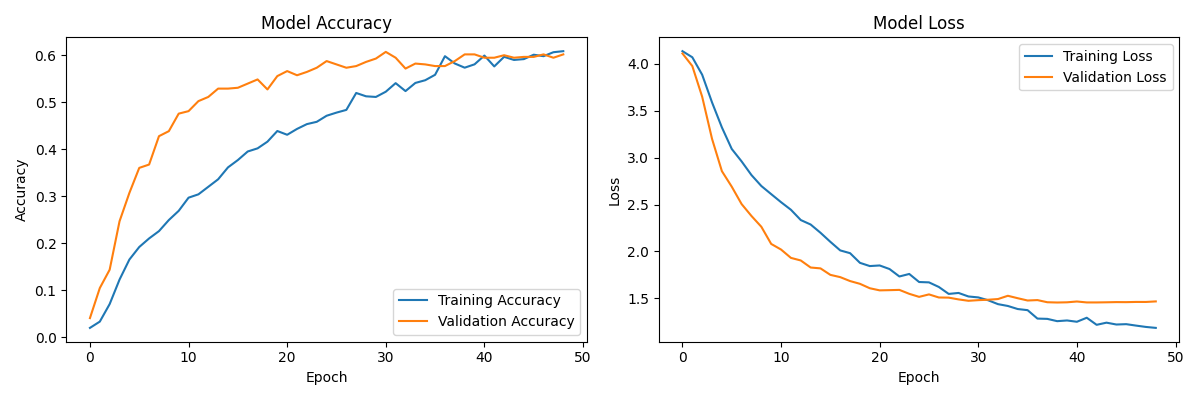 Model Accuracy
Accuracy
0.6
0.5
0.4
0.3
0.2
0.1
0.0
Training Accuracy
Validation Accuracy
0 10 20 30 40 50
Epoch
Model Loss
Loss
4.0
3.5
3.0
2.5
2.0
1.5
Training Loss
Validation Loss
0 10 20 30 40 50
Epoch